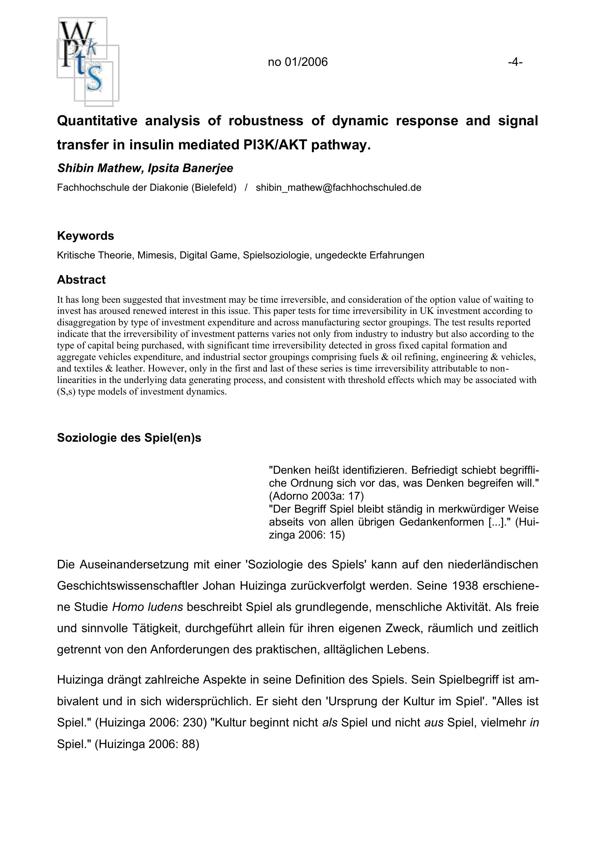 W
P k
t s
no 01/2006 -4-
Quantitative analysis of robustness of dynamic response and signal
transfer in insulin mediated PI3K/AKT pathway.
Shibin Mathew, Ipsita Banerjee
Fachhochschule der Diakonie (Bielefeld) / shibin_mathew@fachhochschuled.de
Keywords
Kritische Theorie, Mimesis, Digital Game, Spielsoziologie, ungedeckte Erfahrungen
Abstract
It has long been suggested that investment may be time irreversible, and consideration of the option value of waiting to
invest has aroused renewed interest in this issue. This paper tests for time irreversibility in UK investment according to
disaggregation by type of investment expenditure and across manufacturing sector groupings. The test results reported
indicate that the irreversibility of investment patterns varies not only from industry to industry but also according to the
type of capital being purchased, with significant time irreversibility detected in gross fixed capital formation and
aggregate vehicles expenditure, and industrial sector groupings comprising fuels & oil refining, engineering & vehicles,
and textiles & leather. However, only in the first and last of these series is time irreversibility attributable to non-
linearities in the underlying data generating process, and consistent with threshold effects which may be associated with
(S,s) type models of investment dynamics.
Soziologie des Spiel(en)s
"Denken heißt identifizieren. Befriedigt schiebt begriffli-
che Ordnung sich vor das, was Denken begreifen will."
(Adorno 2003a: 17)
"Der Begriff Spiel bleibt ständig in merkwürdiger Weise
abseits von allen übrigen Gedankenformen [...]." (Hui-
zinga 2006: 15)
Die Auseinandersetzung mit einer 'Soziologie des Spiels' kann auf den niederländischen
Geschichtswissenschaftler Johan Huizinga zurückverfolgt werden. Seine 1938 erschiene-
ne Studie Homo ludens beschreibt Spiel als grundlegende, menschliche Aktivität. Als freie
und sinnvolle Tätigkeit, durchgeführt allein für ihren eigenen Zweck, räumlich und zeitlich
getrennt von den Anforderungen des praktischen, alltäglichen Lebens.
Huizinga drängt zahlreiche Aspekte in seine Definition des Spiels. Sein Spielbegriff ist am-
bivalent und in sich widersprüchlich. Er sieht den 'Ursprung der Kultur im Spiel'. "Alles ist
Spiel." (Huizinga 2006: 230) "Kultur beginnt nicht als Spiel und nicht aus Spiel, vielmehr in
Spiel." (Huizinga 2006: 88)